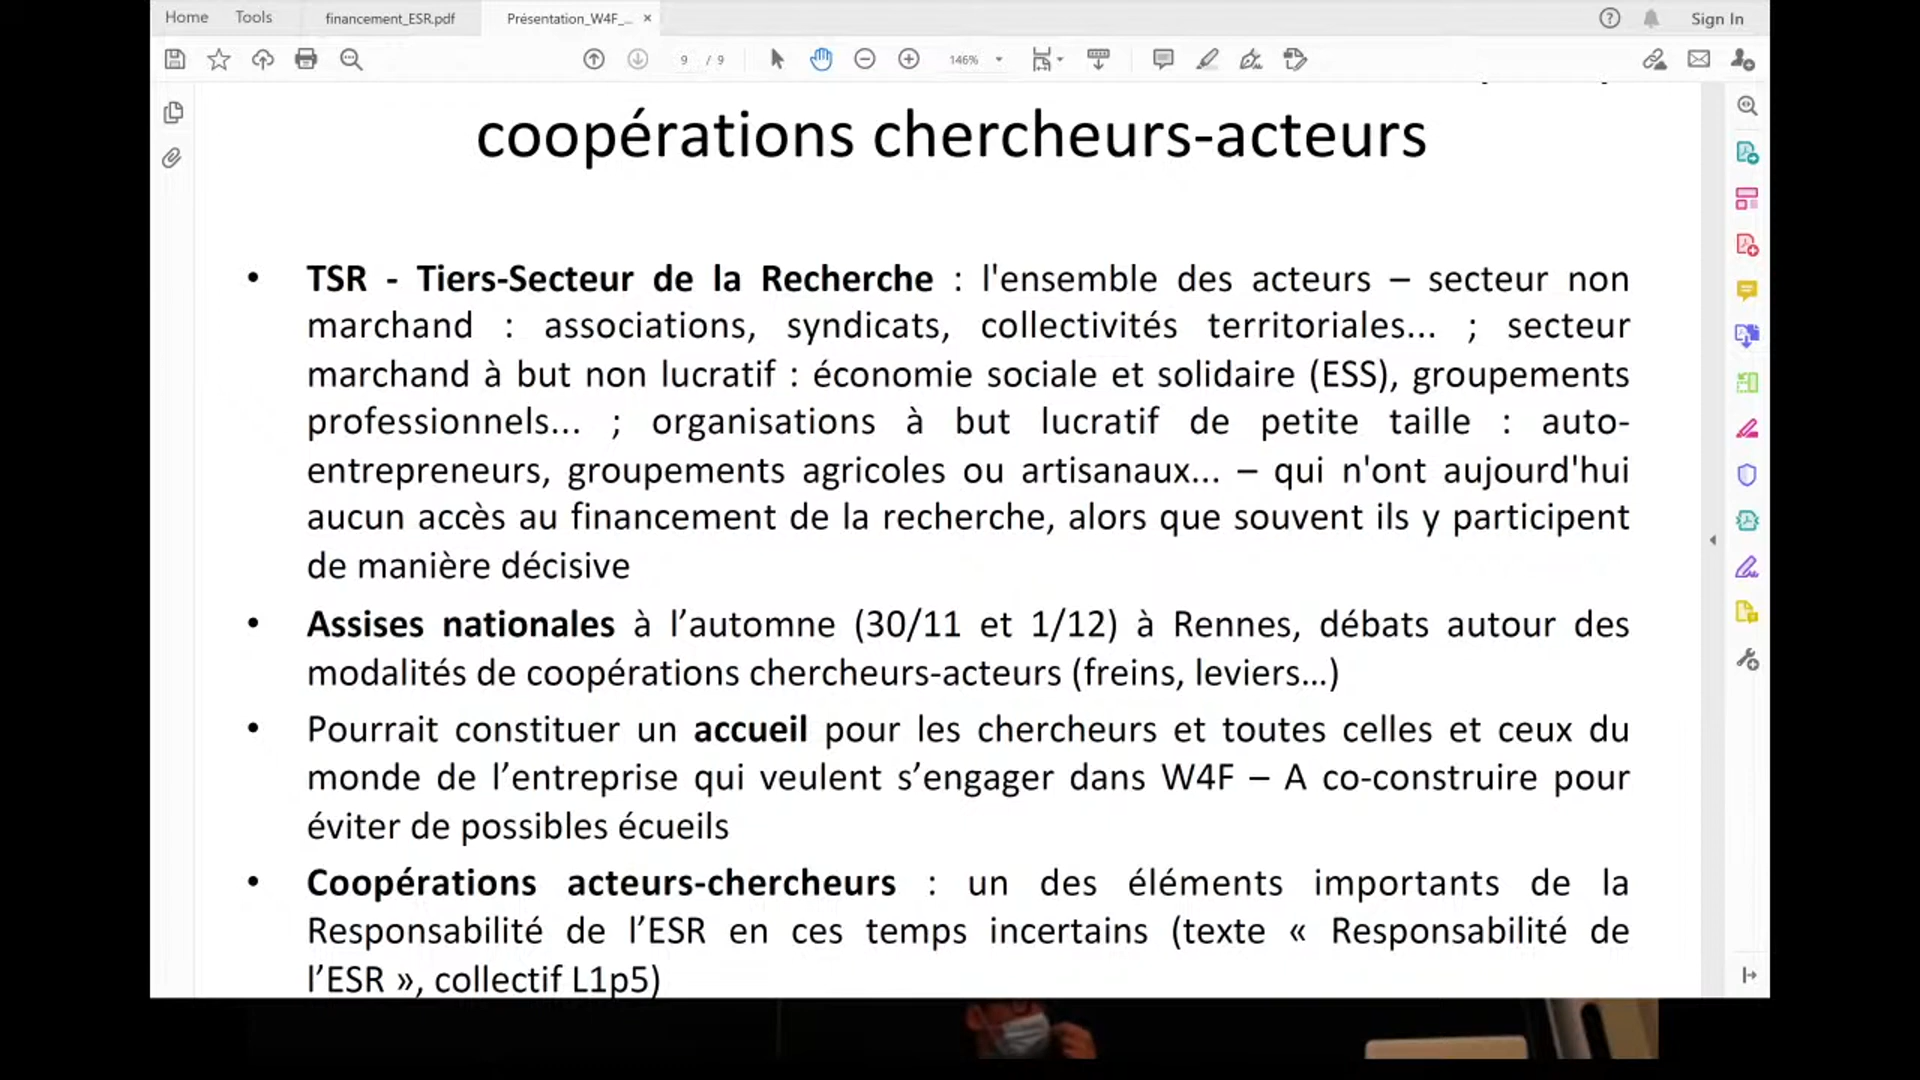 Home Tools financement_ESR.pdf Présentation_W4F_... × Sign In
9 / 9 146%
coopérations chercheurs-acteurs
• TSR - Tiers-Secteur de la Recherche : l'ensemble des acteurs – secteur non
marchand : associations, syndicats, collectivités territoriales... ; secteur
marchand à but non lucratif : économie sociale et solidaire (ESS), groupements
professionnels... ; organisations à but lucratif de petite taille : auto-
entrepreneurs, groupements agricoles ou artisanaux... – qui n'ont aujourd'hui
aucun accès au financement de la recherche, alors que souvent ils y participent
de manière décisive
• Assises nationales à l’automne (30/11 et 1/12) à Rennes, débats autour des
modalités de coopérations chercheurs-acteurs (freins, leviers…)
• Pourrait constituer un accueil pour les chercheurs et toutes celles et ceux du
monde de l’entreprise qui veulent s’engager dans W4F – A co-construire pour
éviter de possibles écueils
• Coopérations acteurs-chercheurs : un des éléments importants de la
Responsabilité de l’ESR en ces temps incertains (texte « Responsabilité de
l’ESR », collectif L1p5)